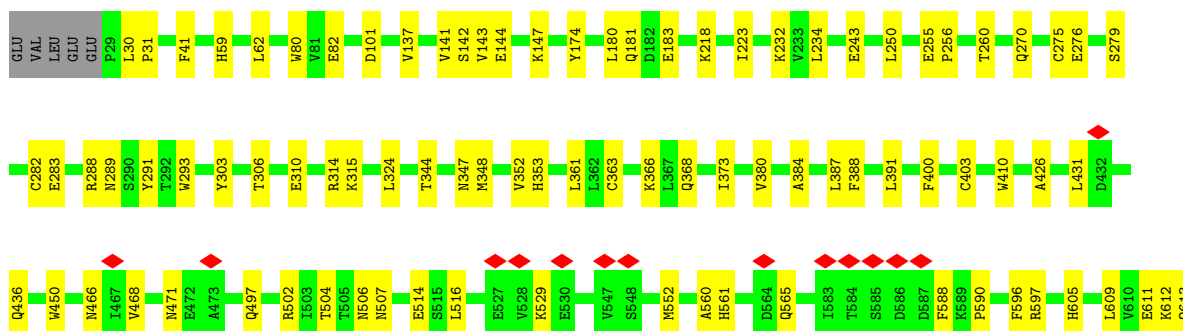 GLU VAL LEU GLU GLU P29 L30 P31 F41 H59 L62 W80 V81 E82 D101 V137 V141 S142 V143 E144 K147 Y174 L180 Q181 D182 E183 K218 I223 K232 V233 L234 E243 L250 E255 P256 T260 Q270 C275 E276 S279
C282 E283 R288 N289 S290 Y291 T292 W293 Y303 T306 E310 R314 K315 L324 T344 N347 M348 V352 H353 L361 L362 C363 K366 L367 Q368 I373 V380 A384 L387 F388 L391 F400 C403 W410 A426 L431 D432
Q436 W450 N466 I467 V468 N471 E472 A473 Q497 R502 I503 T504 T505 N506 N507 E514 S515 L516 E527 V528 K529 E530 V547 S548 M552 A560 H561 D564 Q565 I583 T584 S585 D586 D587 F588 K589 P590 F596 R597 H605 L609 V610 E611 K612